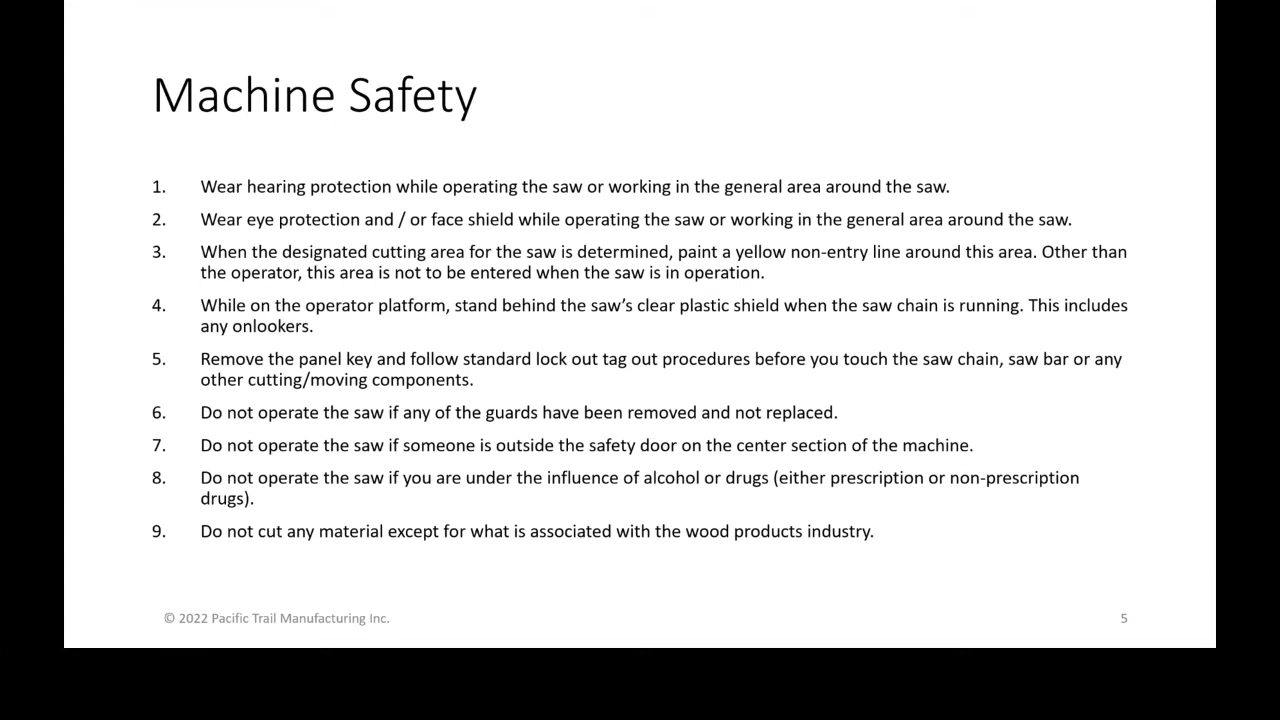 Machine Safety
1. Wear hearing protection while operating the saw or working in the general area around the saw.
2. Wear eye protection and / or face shield while operating the saw or working in the general area around the saw.
3. When the designated cutting area for the saw is determined, paint a yellow non-entry line around this area. Other than
the operator, this area is not to be entered when the saw is in operation.
4. While on the operator platform, stand behind the saw’s clear plastic shield when the saw chain is running. This includes
any onlookers.
5. Remove the panel key and follow standard lock out tag out procedures before you touch the saw chain, saw bar or any
other cutting/moving components.
6. Do not operate the saw if any of the guards have been removed and not replaced.
7. Do not operate the saw if someone is outside the safety door on the center section of the machine.
8. Do not operate the saw if you are under the influence of alcohol or drugs (either prescription or non-prescription
drugs).
9. Do not cut any material except for what is associated with the wood products industry.
© 2022 Pacific Trail Manufacturing Inc. 5